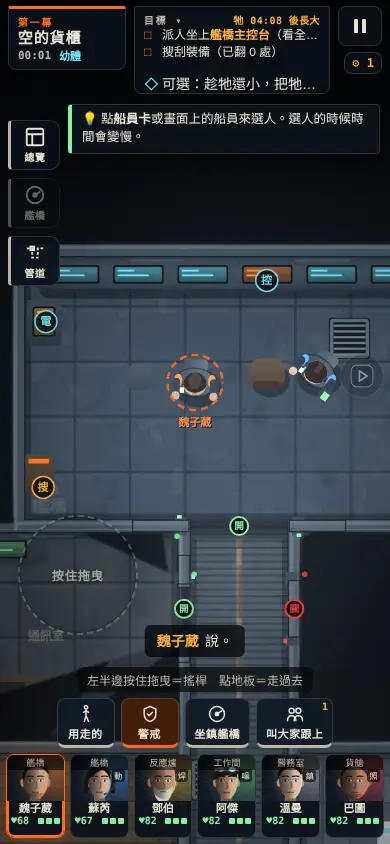 第一幕
空的貨櫃
00:01 幼體
目標 ▾ 牠 04:08 後長大
□ 派人坐上艦橋主控台（看全…
□ 搜刮裝備（已翻 0 處）
◇ 可選：趁牠還小，把牠…
1
💡 點船員卡或畫面上的船員來選人。選人的時候時間會變慢。
總覽
艦橋
管道
控
電
魏子葳
搜
開
按住拖曳
開
關
通訊室
魏子葳 說。
左半邊按住拖曳＝搖桿 點地板＝走過去
用走的
警戒
坐鎮艦橋
叫大家跟上
1
艦橋
魏子葳
♥68
艦橋
動
蘇芮
♥67
反應爐
焊
鄧伯
♥82
工作間
阿傑
♥82
醫務室
鎮
溫曼
♥82
貨艙
照
巴圖
♥82